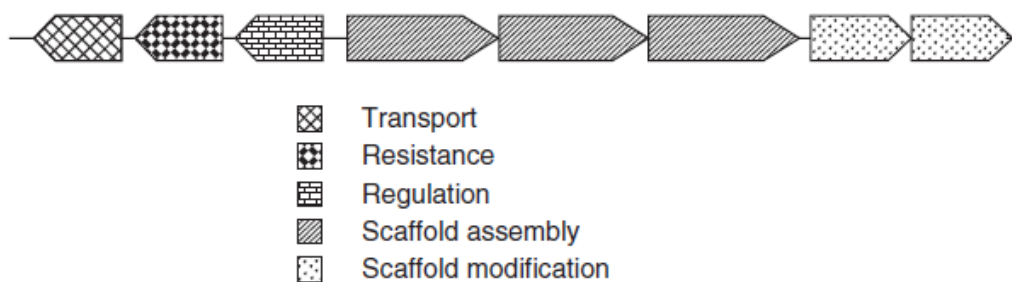 Transport
Resistance
Regulation
Scaffold assembly
Scaffold modification